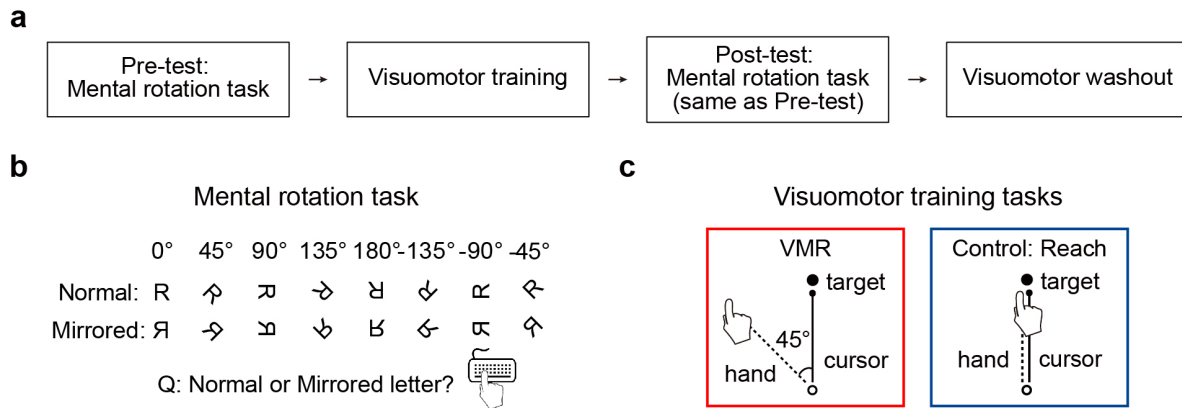 a
Pre-test:
Mental rotation task
Visuomotor training
Post-test:
Mental rotation task
(same as Pre-test)
Visuomotor washout
b
Mental rotation task
0° 45° 90° 135° 180° -135° -90° -45°
Normal: R R R R R R R R
Mirrored: Я Я Я Я Я Я Я Я
Q: Normal or Mirrored letter?
c
Visuomotor training tasks
VMR
target
45°
hand
cursor
Control: Reach
target
hand
cursor